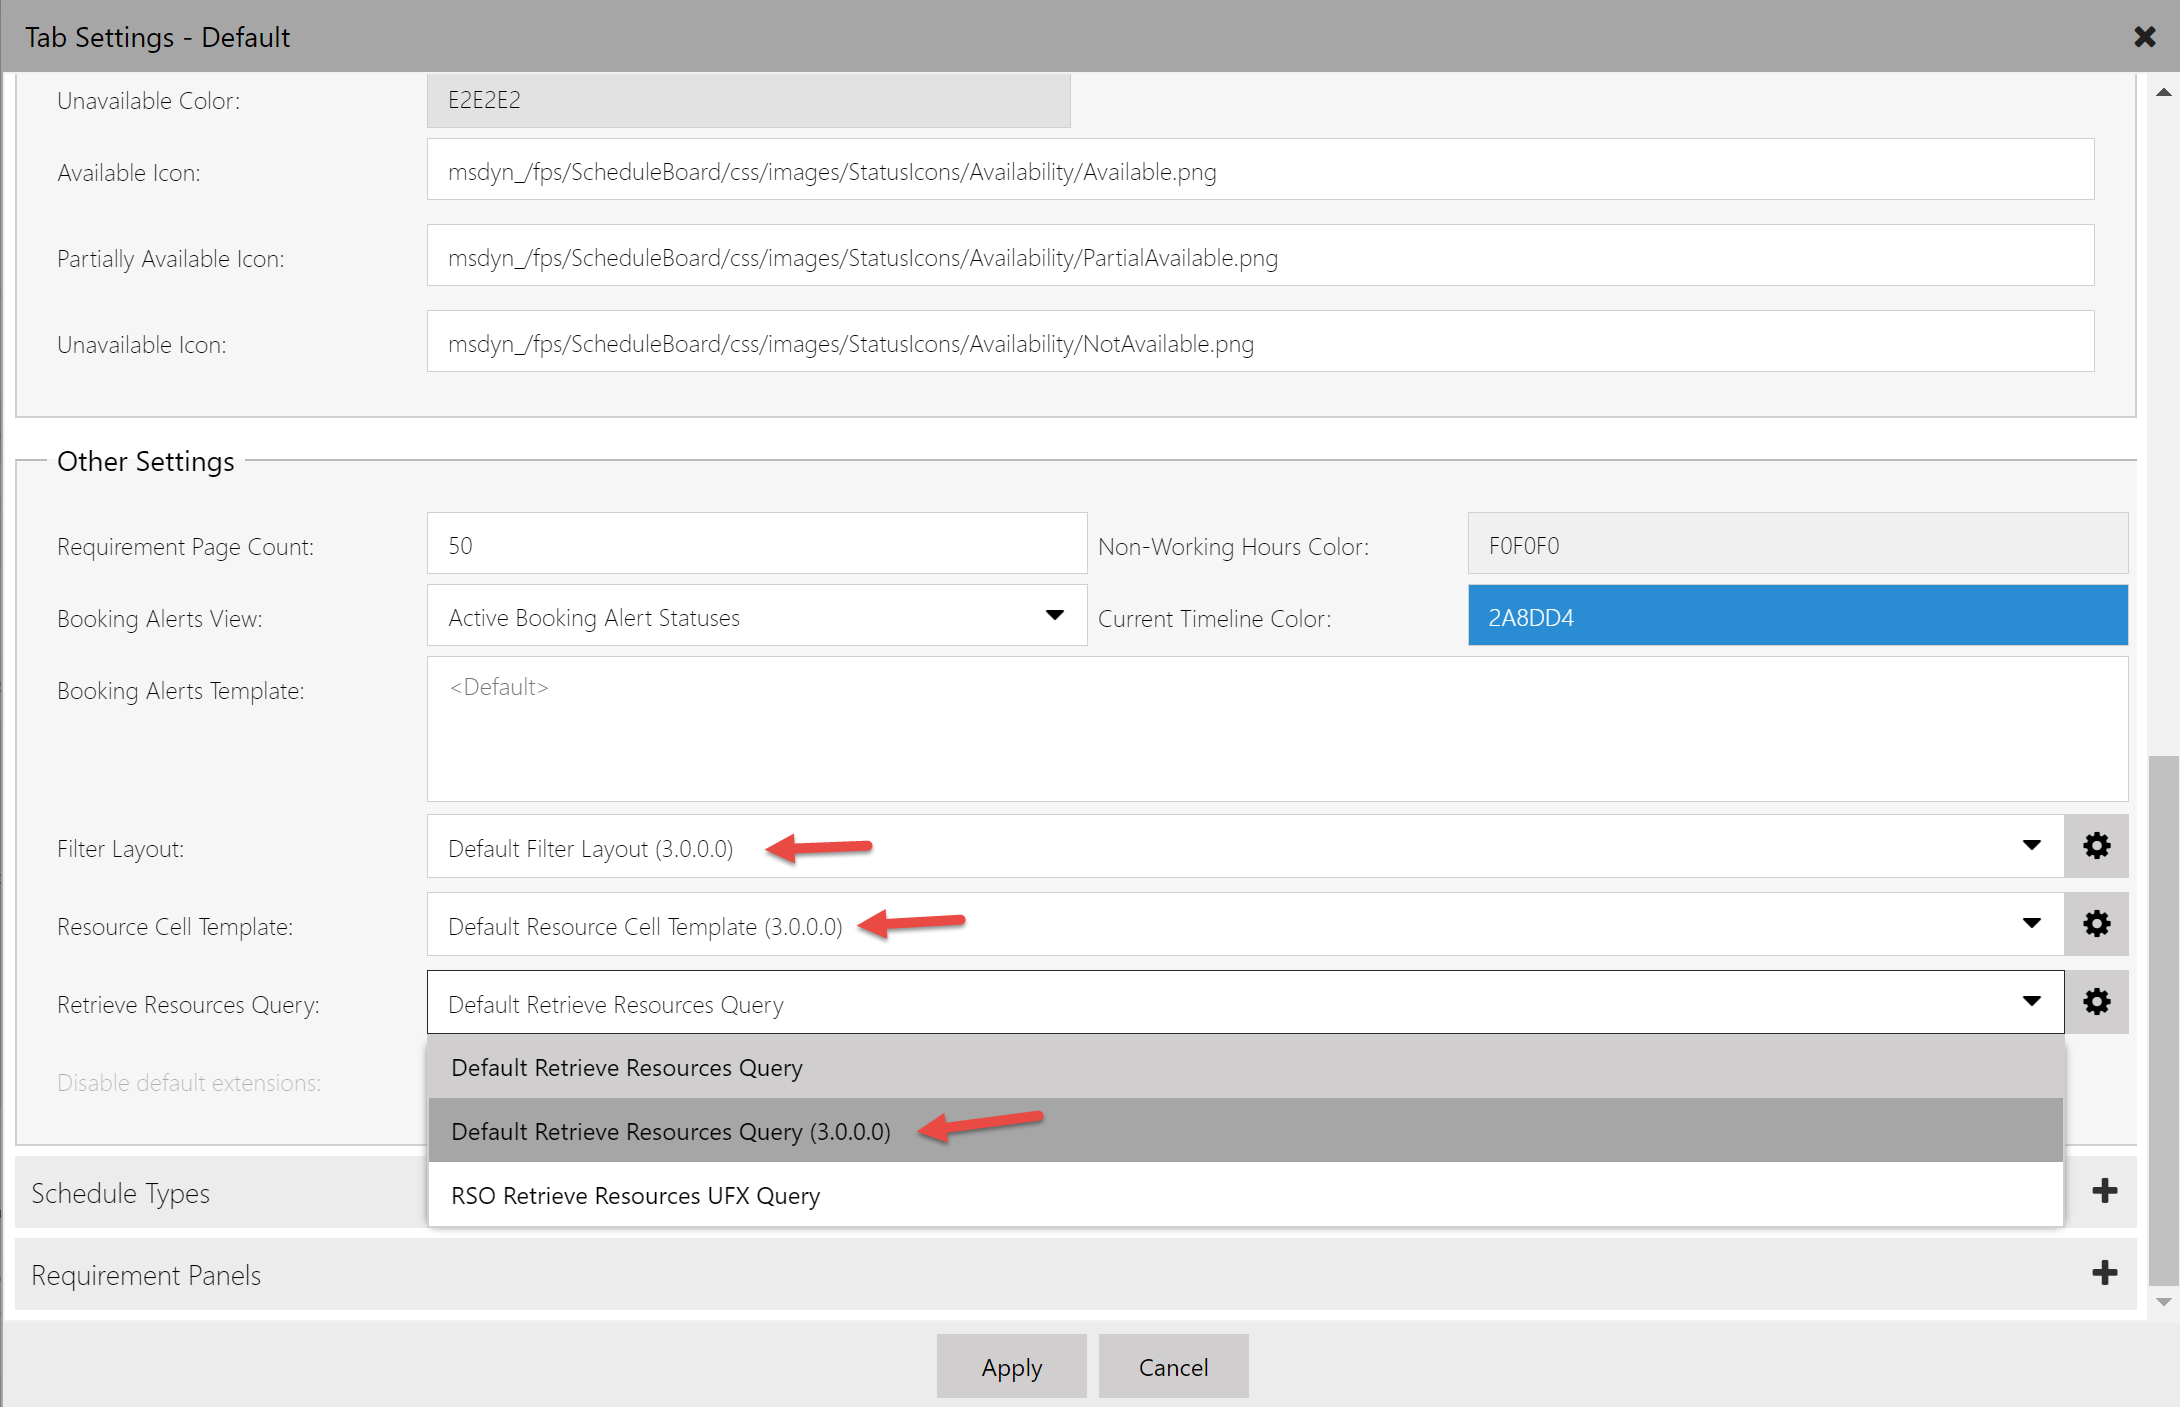 Tab Settings - Default
Unavailable Color: E2E2E2
Available Icon: msdyn_/fps/ScheduleBoard/css/images/StatusIcons/Availability/Available.png
Partially Available Icon: msdyn_/fps/ScheduleBoard/css/images/StatusIcons/Availability/PartialAvailable.png
Unavailable Icon: msdyn_/fps/ScheduleBoard/css/images/StatusIcons/Availability/NotAvailable.png
Other Settings
Requirement Page Count: 50 Non-Working Hours Color: F0F0F0
Booking Alerts View: Active Booking Alert Statuses Current Timeline Color: 2A8DD4
Booking Alerts Template: <Default>
Filter Layout: Default Filter Layout (3.0.0.0)
Resource Cell Template: Default Resource Cell Template (3.0.0.0)
Retrieve Resources Query: Default Retrieve Resources Query
Default Retrieve Resources Query
Disable default extensions:
Default Retrieve Resources Query (3.0.0.0)
RSO Retrieve Resources UFX Query
Schedule Types
Requirement Panels
Apply Cancel